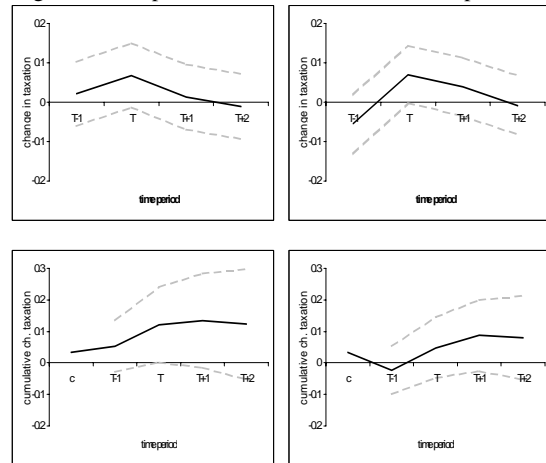 0.2
0.1
0
-0.1
-0.2
change in taxation
T-1 T T+1 T+2
time period
0.2
0.1
0
-0.1
-0.2
change in taxation
T-1 T T+1 T+2
time period
0.3
0.2
0.1
0
-0.1
-0.2
cumulative ch. taxation
c T-1 T T+1 T+2
time period
0.3
0.2
0.1
0
-0.1
-0.2
cumulative ch. taxation
c T-1 T T+1 T+2
time period